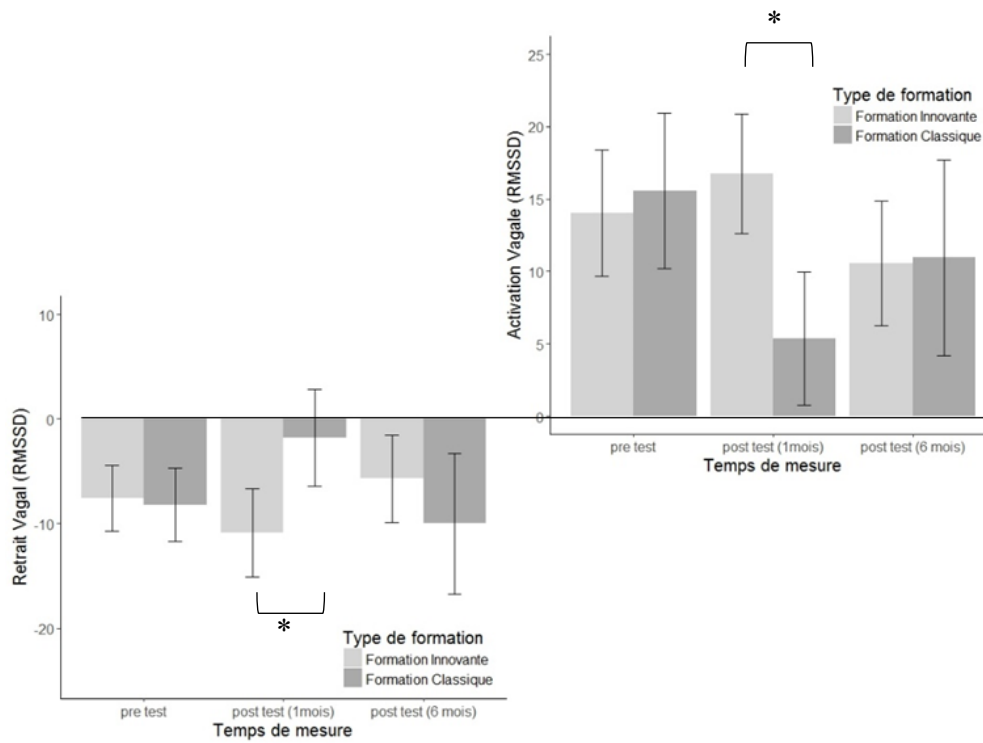 *
25
20
15
10
5
0
Activation Vagale (RMSSD)
Type de formation
Formation Innovante
Formation Classique
pre test
post test (1mois)
post test (6 mois)
Temps de mesure
10
0
-10
-20
Retrait Vagal (RMSSD)
*
Type de formation
Formation Innovante
Formation Classique
pre test
post test (1mois)
post test (6 mois)
Temps de mesure